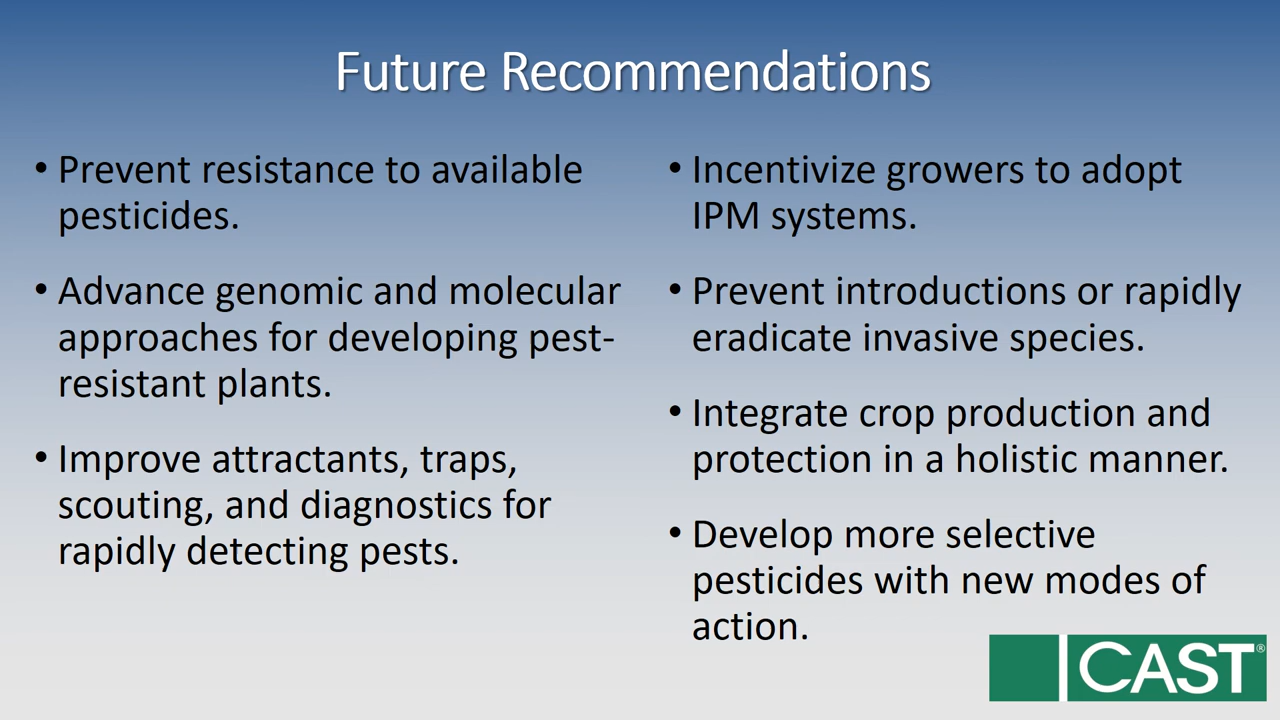 Future Recommendations
• Prevent resistance to available
pesticides.
• Advance genomic and molecular
approaches for developing pest-
resistant plants.
• Improve attractants, traps,
scouting, and diagnostics for
rapidly detecting pests.
• Incentivize growers to adopt
IPM systems.
• Prevent introductions or rapidly
eradicate invasive species.
• Integrate crop production and
protection in a holistic manner.
• Develop more selective
pesticides with new modes of
action.
CAST®